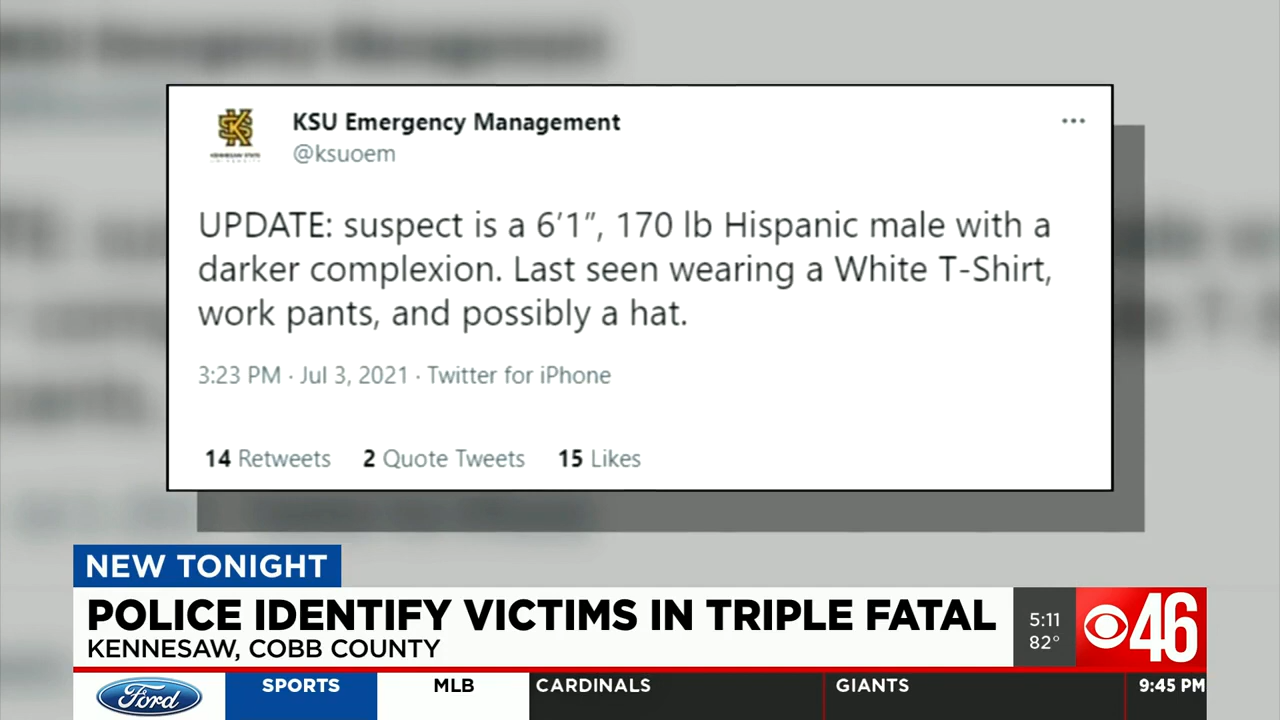 KSU Emergency Management
@ksuoem
UPDATE: suspect is a 6’1”, 170 lb Hispanic male with a
darker complexion. Last seen wearing a White T-Shirt,
work pants, and possibly a hat.
3:23 PM · Jul 3, 2021 · Twitter for iPhone
14 Retweets 2 Quote Tweets 15 Likes
NEW TONIGHT
POLICE IDENTIFY VICTIMS IN TRIPLE FATAL
KENNESAW, COBB COUNTY
5:11
82°
46
Ford SPORTS MLB CARDINALS GIANTS 9:45 PM